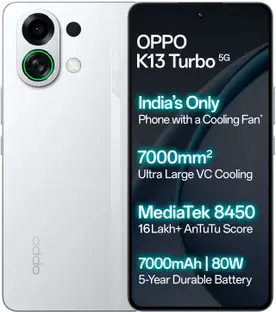 OPPO
K13 Turbo 5G
India's Only
Phone with a Cooling Fan*
7000mm²
Ultra Large VC Cooling
MediaTek 8450
16 Lakh+ AnTuTu Score
7000mAh | 80W
5-Year Durable Battery
oppo